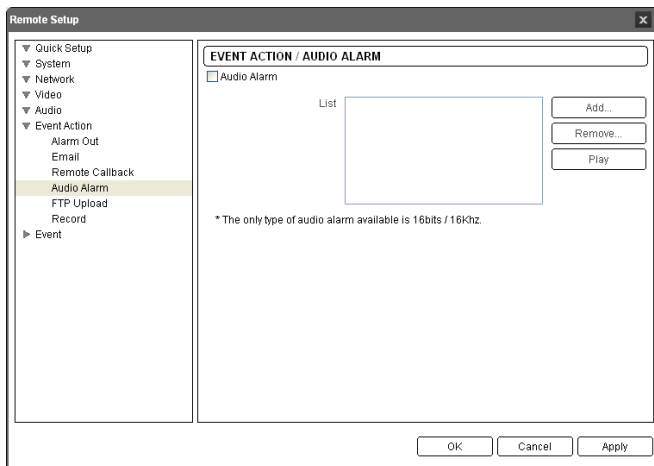 Remote Setup
x
Quick Setup
System
Network
Video
Audio
Event Action
Alarm Out
Email
Remote Callback
Audio Alarm
FTP Upload
Record
Event
EVENT ACTION / AUDIO ALARM
Audio Alarm
List
Add...
Remove...
Play
* The only type of audio alarm available is 16bits / 16Khz.
OK
Cancel
Apply